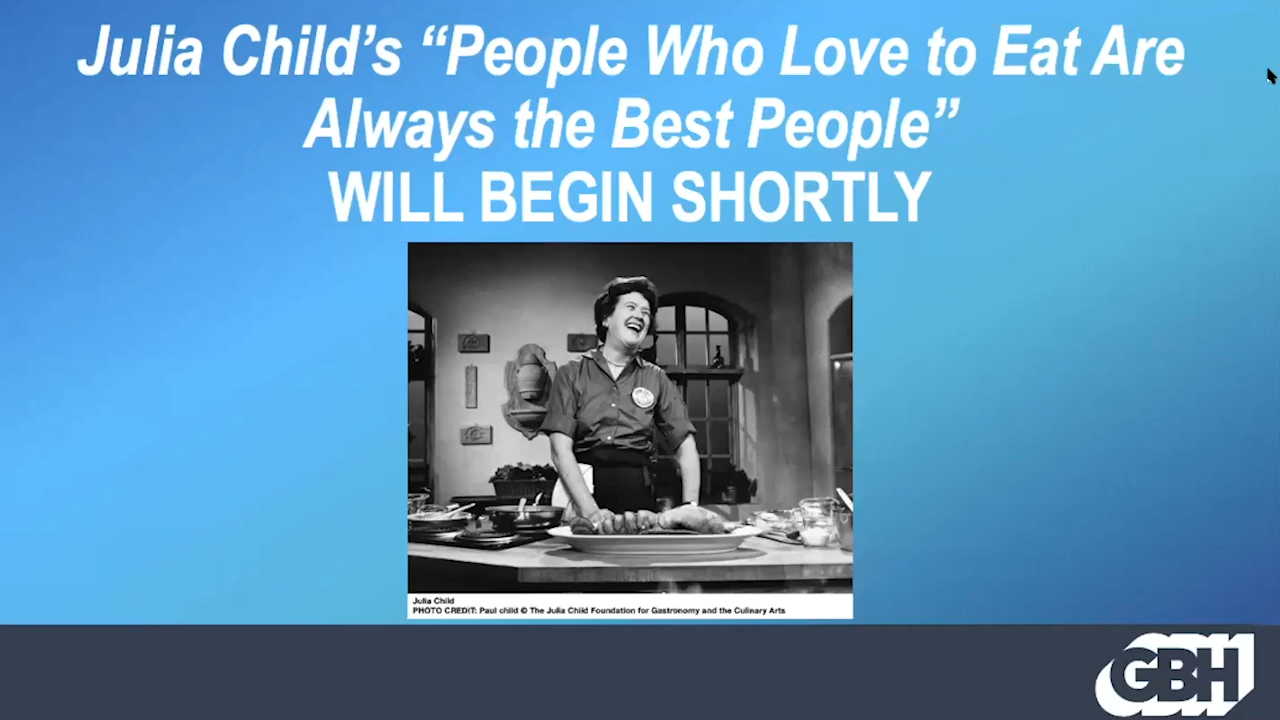 Julia Child’s “People Who Love to Eat Are
Always the Best People”
WILL BEGIN SHORTLY
Julia Child
PHOTO CREDIT: Paul child © The Julia Child Foundation for Gastronomy and the Culinary Arts
GBH